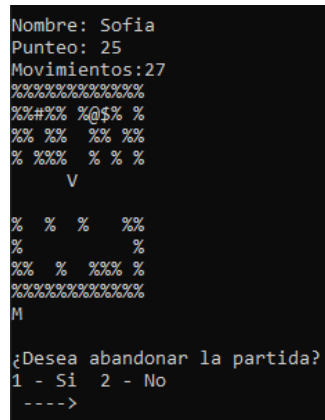 Nombre: Sofia
Punteo: 25
Movimientos:27
%%%%%%%%%%%%
%%#%% %@$% %
%% %%  %% %%
% %%%  % % %
     V

%  %  %   %%
%          %
%%  %  %%% %
%%%%%%%%%%%%
M

¿Desea abandonar la partida?
1 - Si  2 - No
 ---->